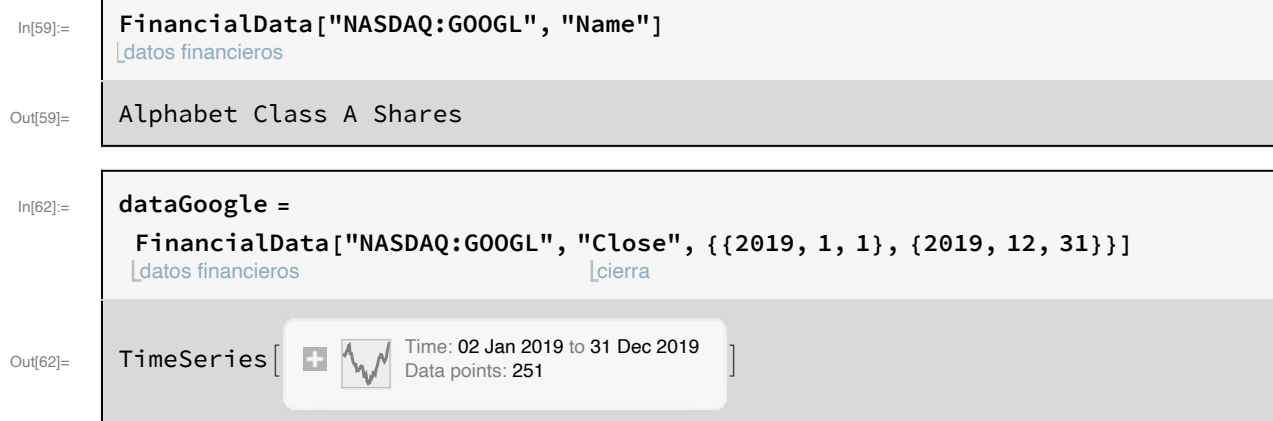 In[59]:= FinancialData["NASDAQ:GOOGL", "Name"]
datos financieros
Out[59]= Alphabet Class A Shares
In[62]:= dataGoogle =
FinancialData["NASDAQ:GOOGL", "Close", {{2019, 1, 1}, {2019, 12, 31}}]
datos financieros cierra
Out[62]= TimeSeries[ Time: 02 Jan 2019 to 31 Dec 2019
Data points: 251 ]